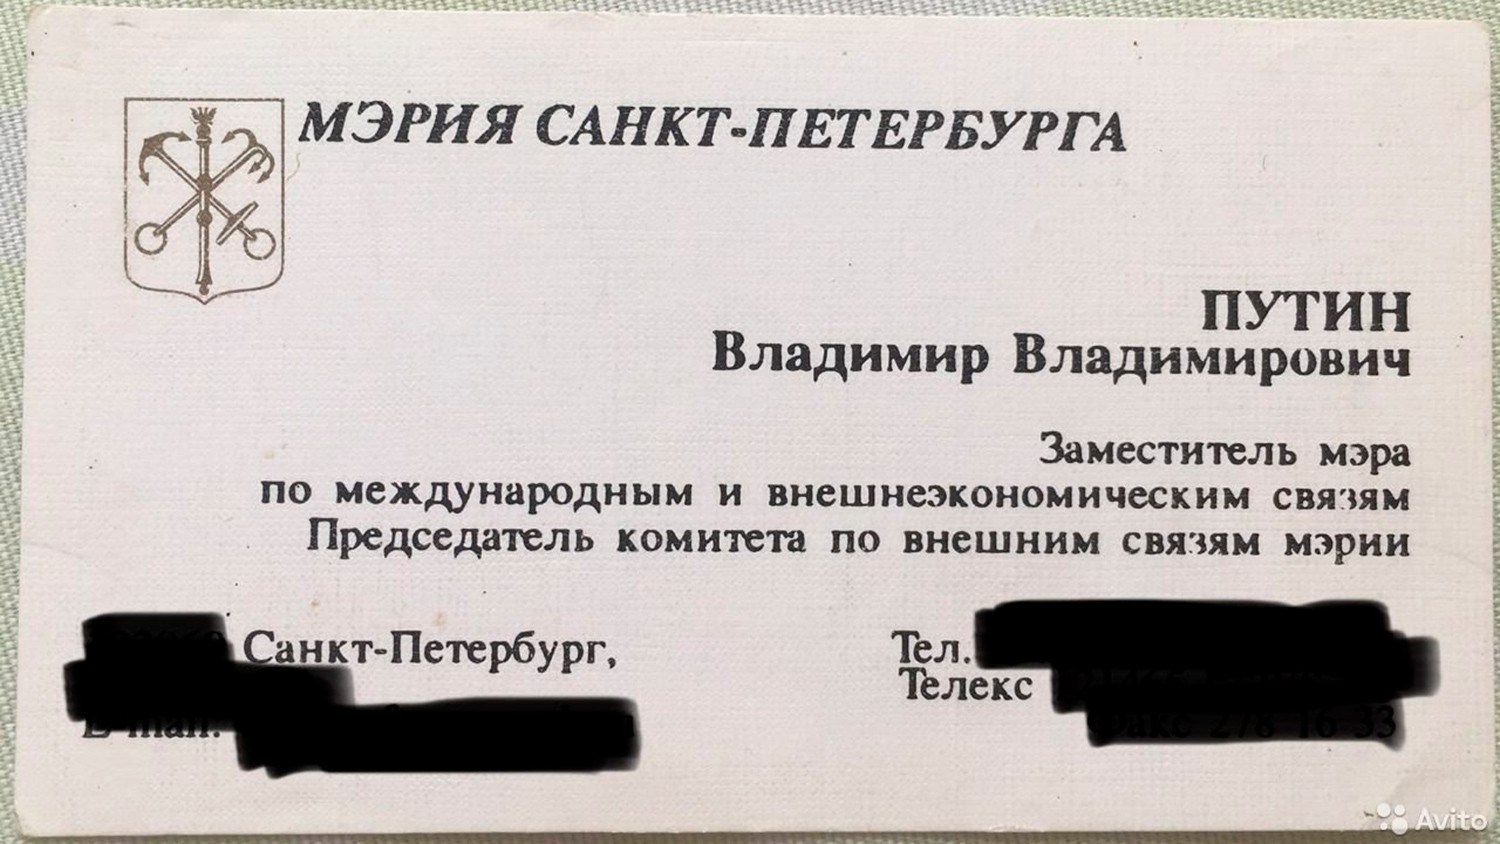 МЭРИЯ САНКТ-ПЕТЕРБУРГА
ПУТИН
Владимир Владимирович
Заместитель мэра
по международным и внешнеэкономическим связям
Председатель комитета по внешним связям мэрии
Санкт-Петербург,
Тел.
Телекс
E-mail:
Avito